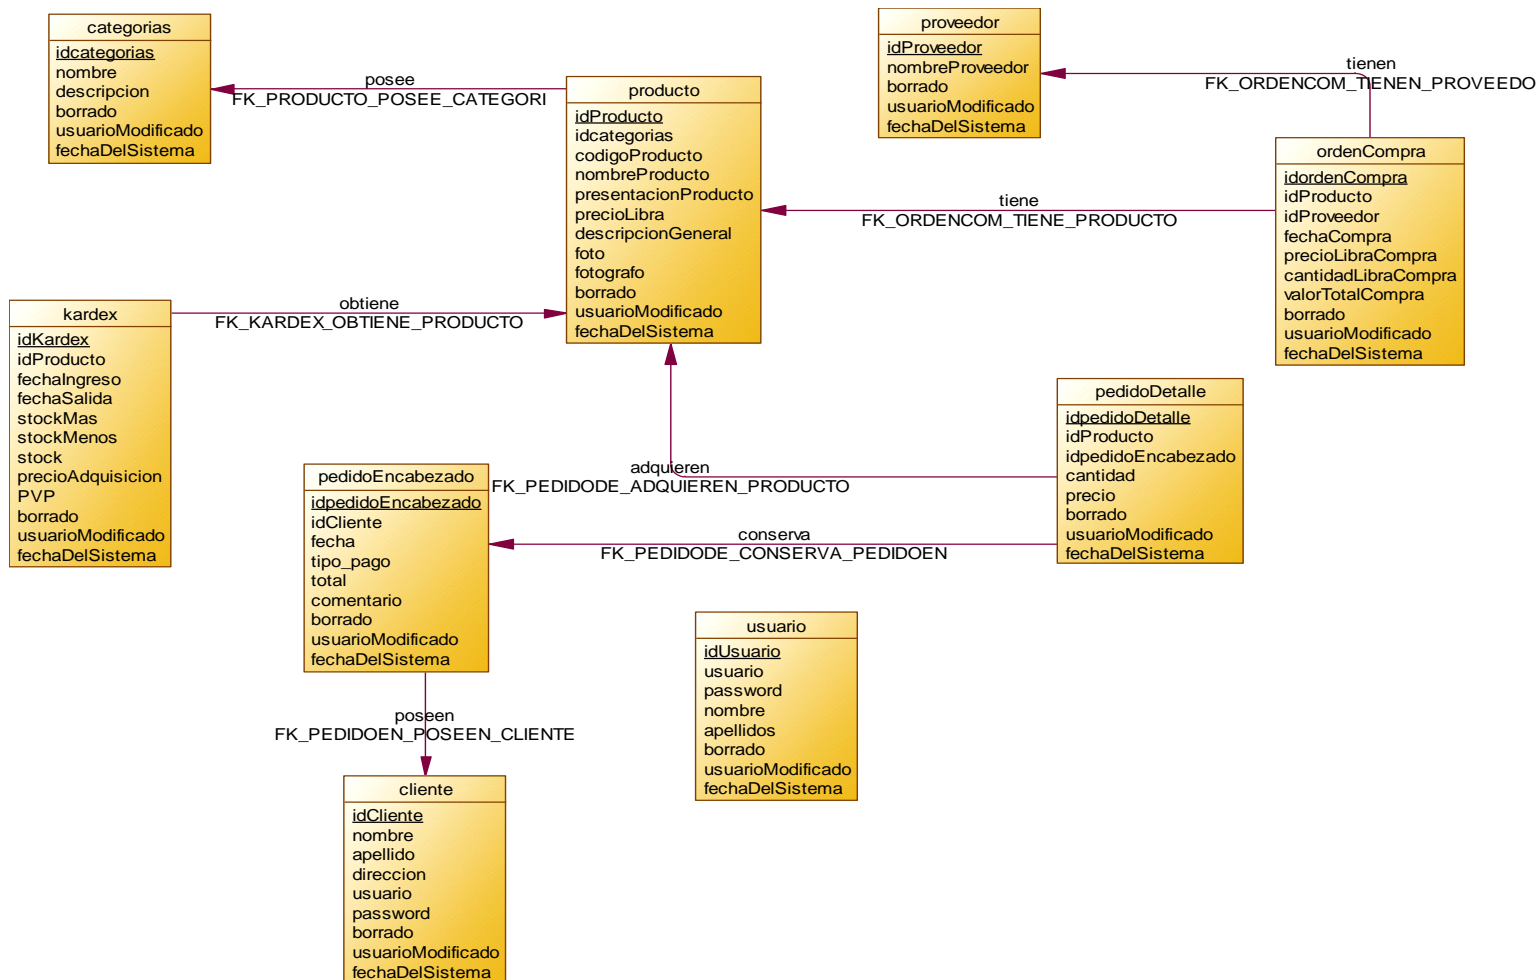 categorias
idcategorias
nombre
descripcion
borrado
usuarioModificado
fechaDelSistema
posee
FK_PRODUCTO_POSEE_CATEGORI
producto
idProducto
idcategorias
codigoProducto
nombreProducto
presentacionProducto
precioLibra
descripcionGeneral
foto
fotografo
borrado
usuarioModificado
fechaDelSistema
proveedor
idProveedor
nombreProveedor
borrado
usuarioModificado
fechaDelSistema
tienen
FK_ORDENCOM_TIENEN_PROVEEDO
ordenCompra
idordenCompra
idProducto
idProveedor
fechaCompra
precioLibraCompra
cantidadLibraCompra
valorTotalCompra
borrado
usuarioModificado
fechaDelSistema
tiene
FK_ORDENCOM_TIENE_PRODUCTO
kardex
idKardex
idProducto
fechaIngreso
fechaSalida
stockMas
stockMenos
stock
precioAdquisicion
PVP
borrado
usuarioModificado
fechaDelSistema
obtiene
FK_KARDEX_OBTIENE_PRODUCTO
pedidoDetalle
idpedidoDetalle
idProducto
idpedidoEncabezado
cantidad
precio
borrado
usuarioModificado
fechaDelSistema
adquieren
FK_PEDIDODE_ADQUIEREN_PRODUCTO
pedidoEncabezado
idpedidoEncabezado
idCliente
fecha
tipo_pago
total
comentario
borrado
usuarioModificado
fechaDelSistema
conserva
FK_PEDIDODE_CONSERVA_PEDIDOEN
usuario
idUsuario
usuario
password
nombre
apellidos
borrado
usuarioModificado
fechaDelSistema
poseen
FK_PEDIDOEN_POSEEN_CLIENTE
cliente
idCliente
nombre
apellido
direccion
usuario
password
borrado
usuarioModificado
fechaDelSistema